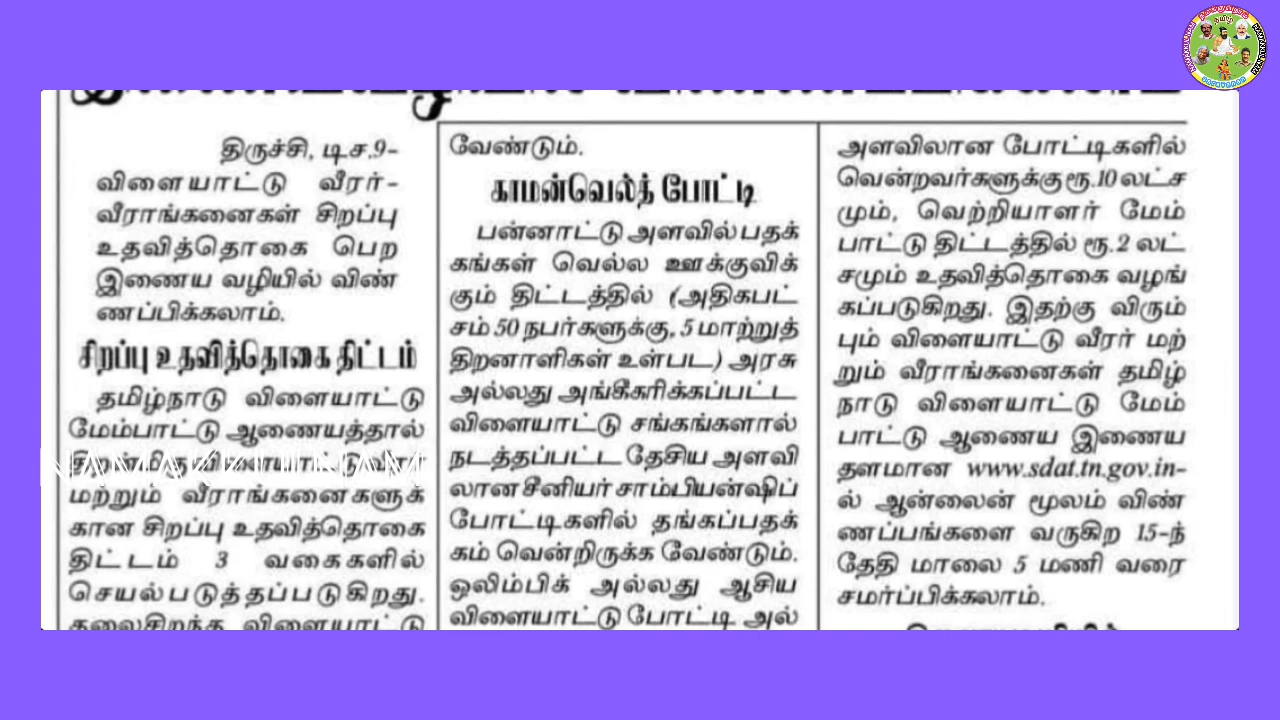 திருச்சி, டிச.9-
விளையாட்டு வீரர்-
வீராங்கனைகள் சிறப்பு
உதவித்தொகை பெற
இணைய வழியில் விண்
ணப்பிக்கலாம்.
சிறப்பு உதவித்தொகை திட்டம்
தமிழ்நாடு விளையாட்டு
மேம்பாட்டு ஆணையத்தால்
NAMAKKHUNAM
மற்றும் வீராங்கனைகளுக்
கான சிறப்பு உதவித்தொகை
திட்டம் 3 வகைகளில்
செயல்படுத்தப்படுகிறது.
தலைசிறந்த விளையாட்டு
வேண்டும்.
காமன்வெல்த் போட்டி
பன்னாட்டு அளவில் பதக்
கங்கள் வெல்ல ஊக்குவிக்
கும் திட்டத்தில் (அதிகபட்
சம் 50 நபர்களுக்கு, 5 மாற்றுத்
திறனாளிகள் உள்பட) அரசு
அல்லது அங்கீகரிக்கப்பட்ட
விளையாட்டு சங்கங்களால்
நடத்தப்பட்ட தேசிய அளவி
லான சீனியர் சாம்பியன்ஷிப்
போட்டிகளில் தங்கப்பதக்
கம் வென்றிருக்க வேண்டும்.
ஒலிம்பிக் அல்லது ஆசிய
விளையாட்டு போட்டி அல்
அளவிலான போட்டிகளில்
வென்றவர்களுக்கு ரூ.10 லட்ச
மும், வெற்றியாளர் மேம்
பாட்டு திட்டத்தில் ரூ.2 லட்
சமும் உதவித்தொகை வழங்
கப்படுகிறது. இதற்கு விரும்
பும் விளையாட்டு வீரர் மற்
றும் வீராங்கனைகள் தமிழ்
நாடு விளையாட்டு மேம்
பாட்டு ஆணைய இணைய
தளமான www.sdat.tn.gov.in-
ல் ஆன்லைன் மூலம் விண்
ணப்பங்களை வருகிற 15-ந்
தேதி மாலை 5 மணி வரை
சமர்ப்பிக்கலாம்.